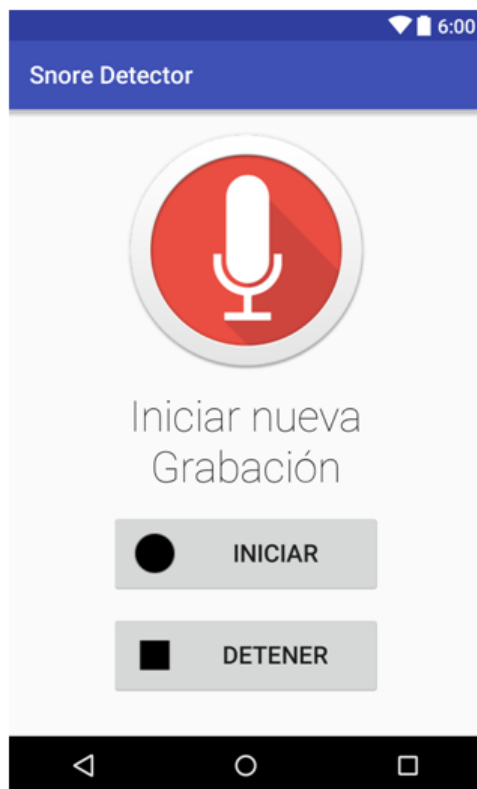 6:00
Snore Detector
Iniciar nueva
Grabación
INICIAR
DETENER